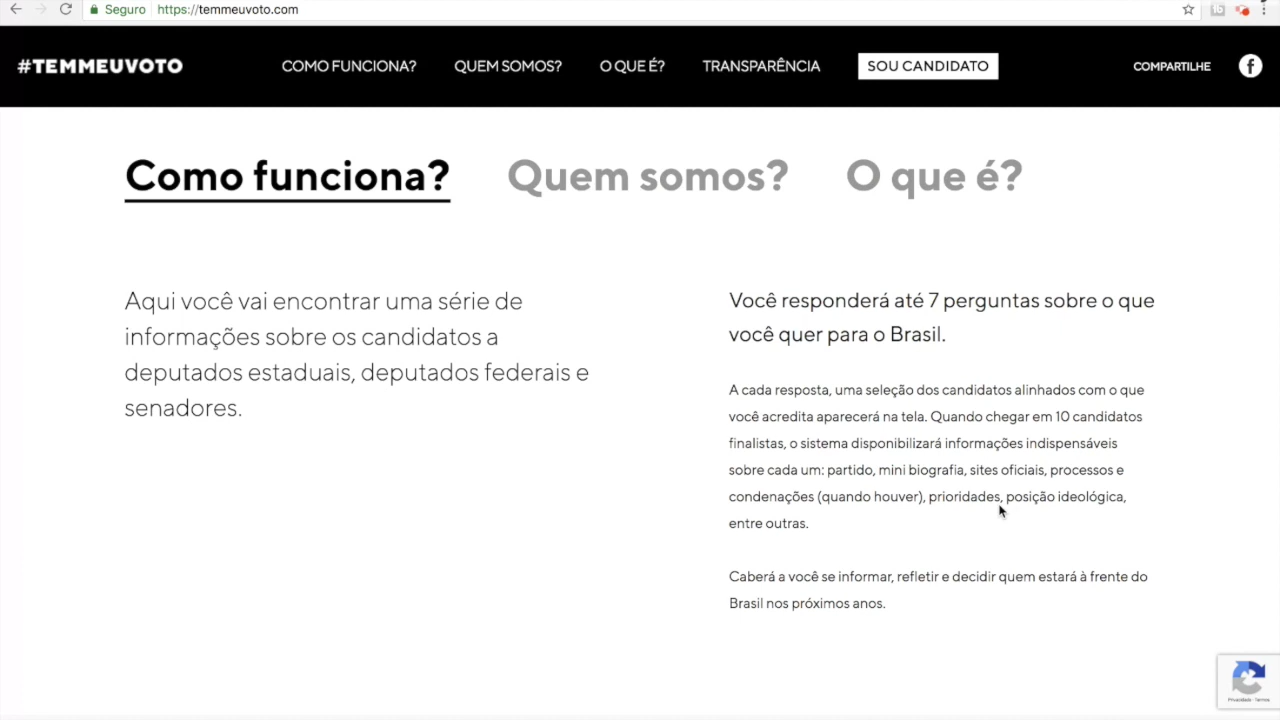 Seguro https://temmeuvoto.com
#TEMMEUVOTO COMO FUNCIONA? QUEM SOMOS? O QUE É? TRANSPARÊNCIA SOU CANDIDATO COMPARTILHE
Como funciona? Quem somos? O que é?
Aqui você vai encontrar uma série de
informações sobre os candidatos a
deputados estaduais, deputados federais e
senadores.
Você responderá até 7 perguntas sobre o que
você quer para o Brasil.
A cada resposta, uma seleção dos candidatos alinhados com o que
você acredita aparecerá na tela. Quando chegar em 10 candidatos
finalistas, o sistema disponibilizará informações indispensáveis
sobre cada um: partido, mini biografia, sites oficiais, processos e
condenações (quando houver), prioridades, posição ideológica,
entre outras.
Caberá a você se informar, refletir e decidir quem estará à frente do
Brasil nos próximos anos.
Privacidade - Termos